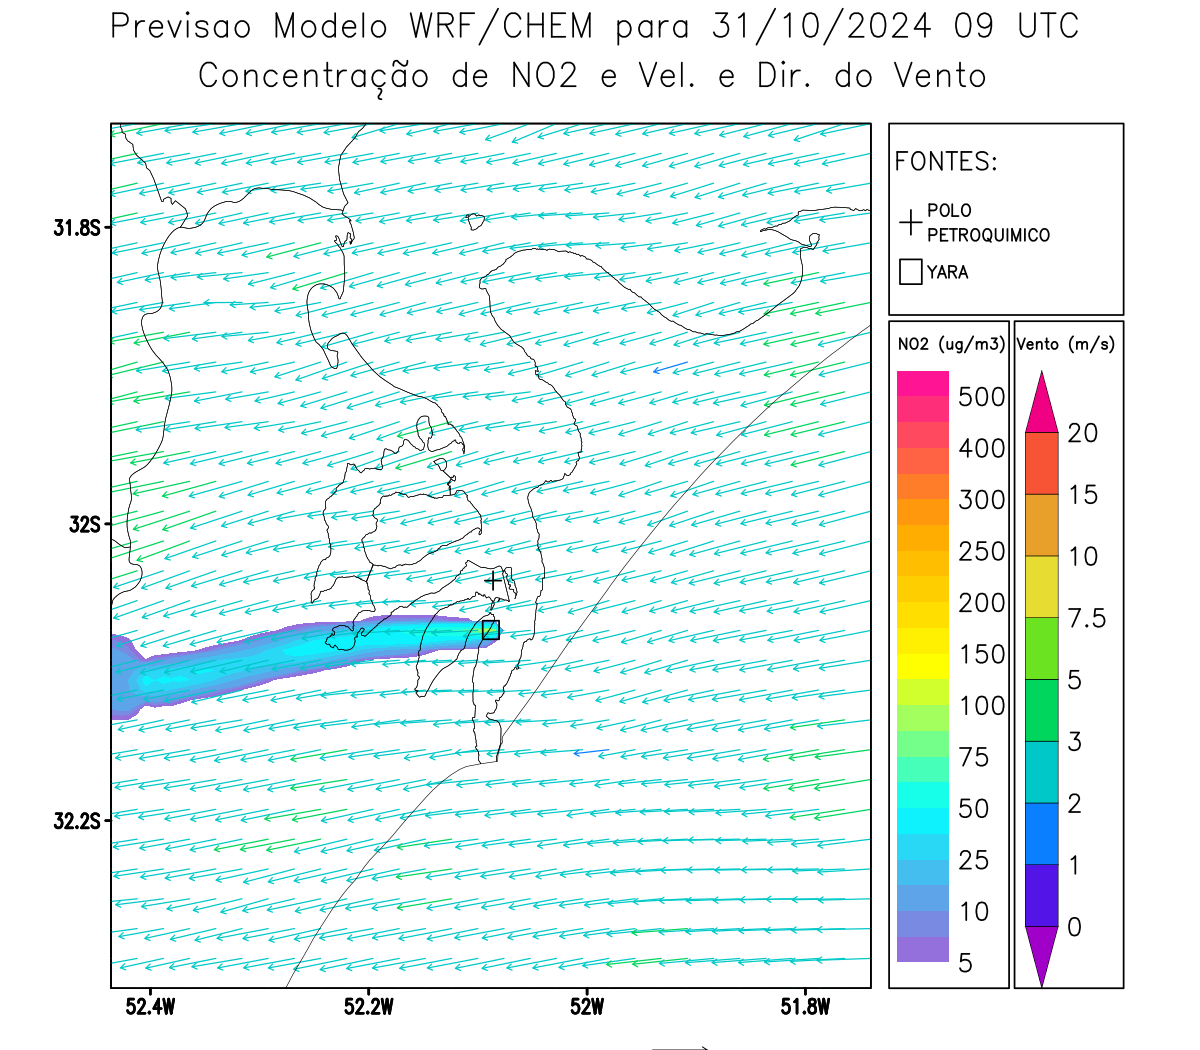 Previsao Modelo WRF/CHEM para 31/10/2024 09 UTC
Concentração de NO2 e Vel. e Dir. do Vento
FONTES:
POLO
PETROQUIMICO
YARA
NO2 (ug/m3)
500
400
300
250
200
150
100
75
50
25
10
5
Vento (m/s)
20
15
10
7.5
5
3
2
1
0
31.8S
32S
32.2S
52.4W
52.2W
52W
51.8W